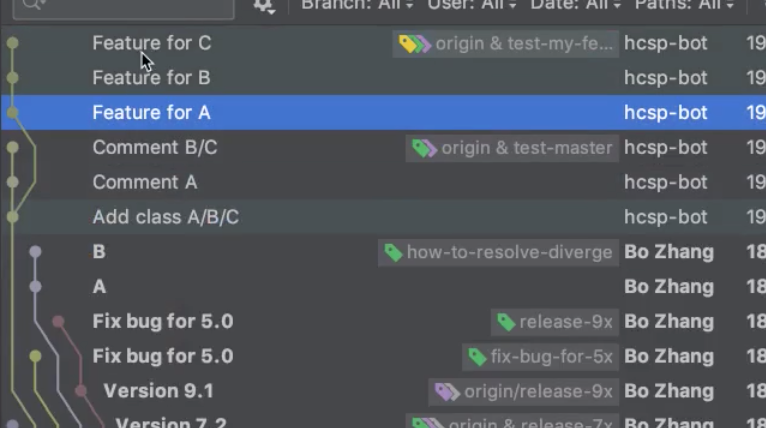 Branch: All User: All Date: All Paths: All
Feature for C origin & test-my-fe... hcsp-bot 19
Feature for B hcsp-bot 19
Feature for A hcsp-bot 19
Comment B/C origin & test-master hcsp-bot 19
Comment A hcsp-bot 19
Add class A/B/C hcsp-bot 19
B how-to-resolve-diverge Bo Zhang 18
A Bo Zhang 18
Fix bug for 5.0 release-9x Bo Zhang 18
Fix bug for 5.0 fix-bug-for-5x Bo Zhang 18
Version 9.1 origin/release-9x Bo Zhang 18
Version 7.2 origin & release-7x Bo Zhang 18